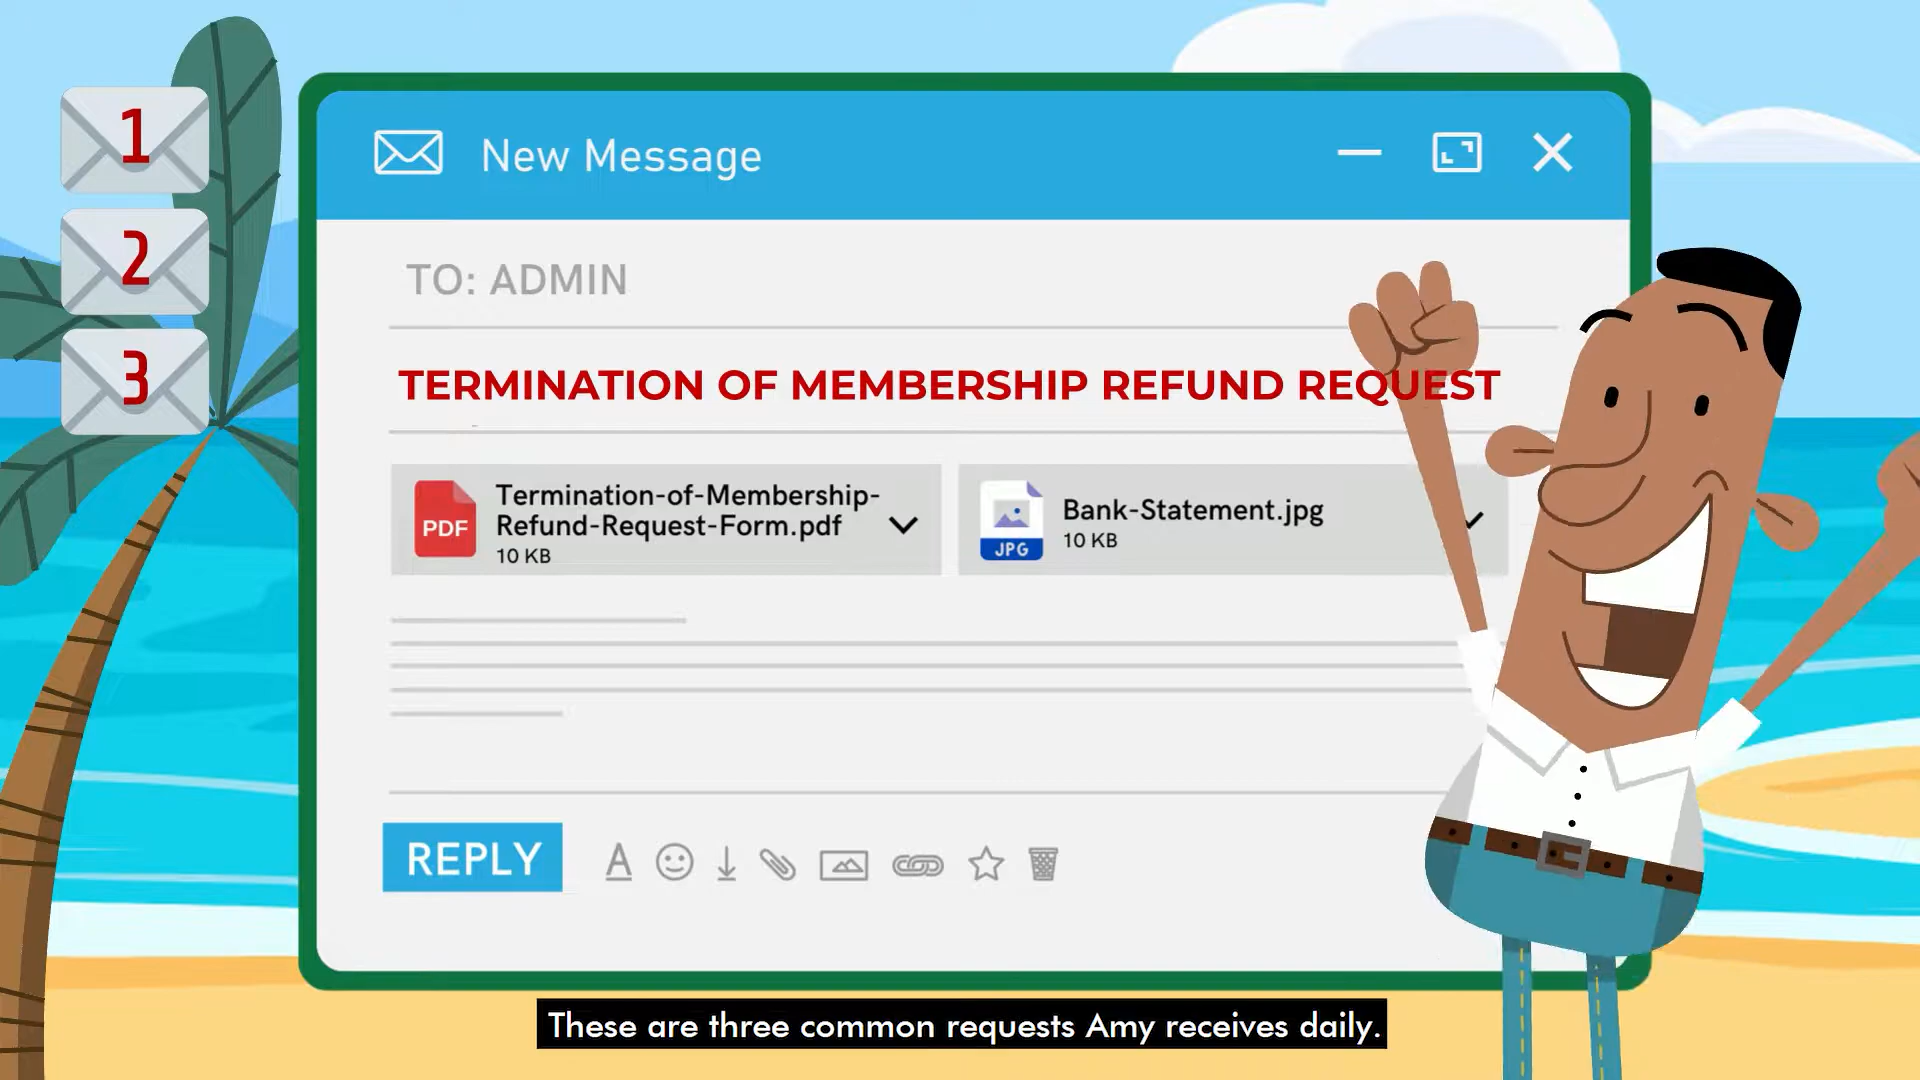 1
2
3
New Message
TO: ADMIN
TERMINATION OF MEMBERSHIP REFUND REQUEST
PDF
Termination-of-Membership-
Refund-Request-Form.pdf
10 KB
JPG
Bank-Statement.jpg
10 KB
REPLY
A
These are three common requests Amy receives daily.